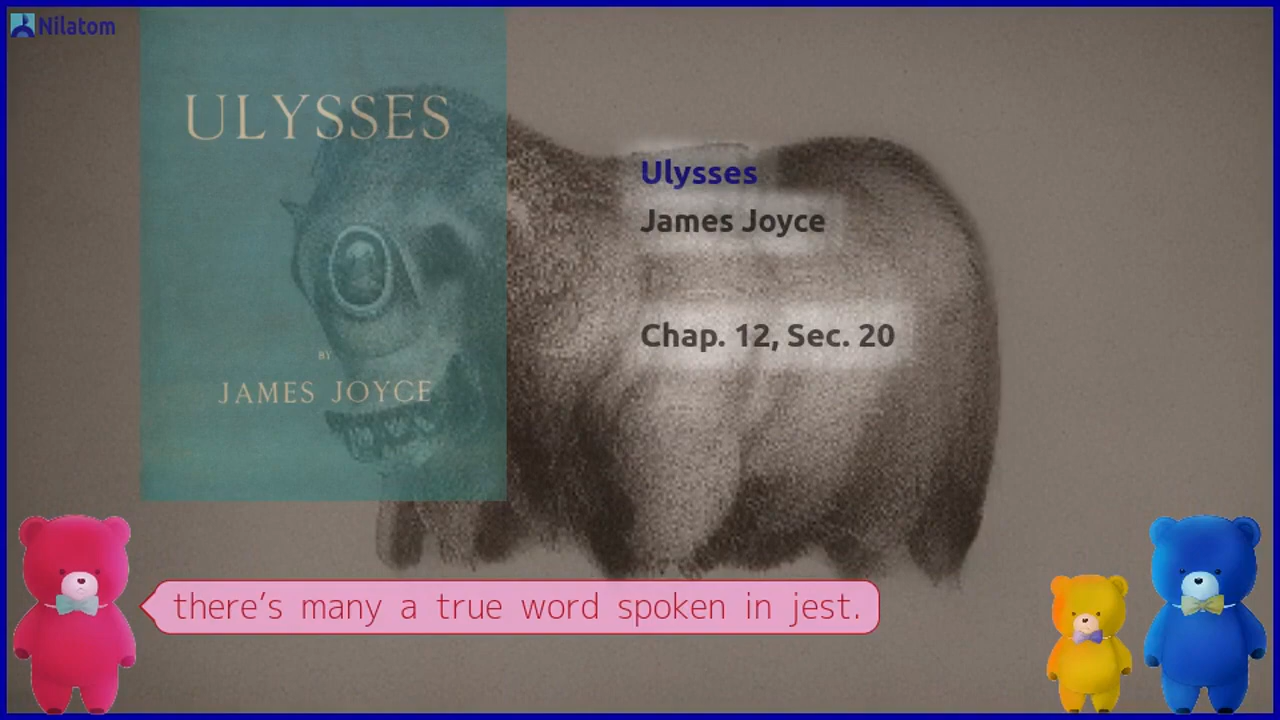 Nilatom
ULYSSES
BY
JAMES JOYCE
Ulysses
James Joyce
Chap. 12, Sec. 20
there's many a true word spoken in jest.